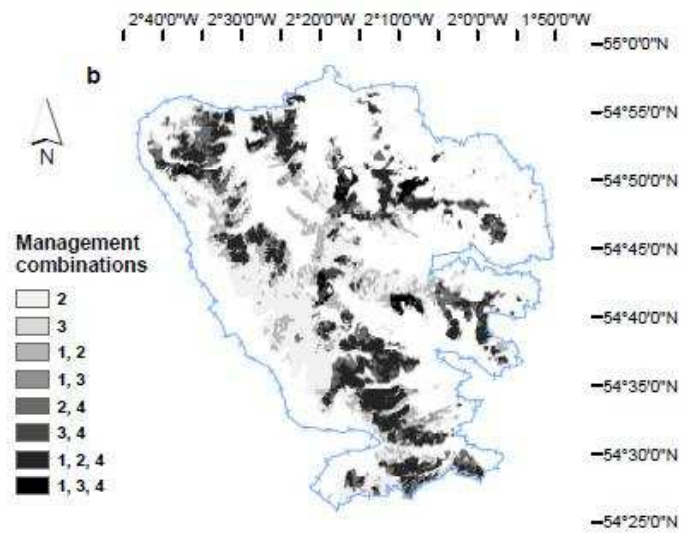 2°40'0"W 2°30'0"W 2°20'0"W 2°10'0"W 2°0'0"W 1°50'0"W
55°0'0"N
b
54°55'0"N
N
54°50'0"N
Management
combinations
54°45'0"N
2
3
54°40'0"N
1, 2
1, 3
54°35'0"N
2, 4
3, 4
54°30'0"N
1, 2, 4
1, 3, 4
54°25'0"N